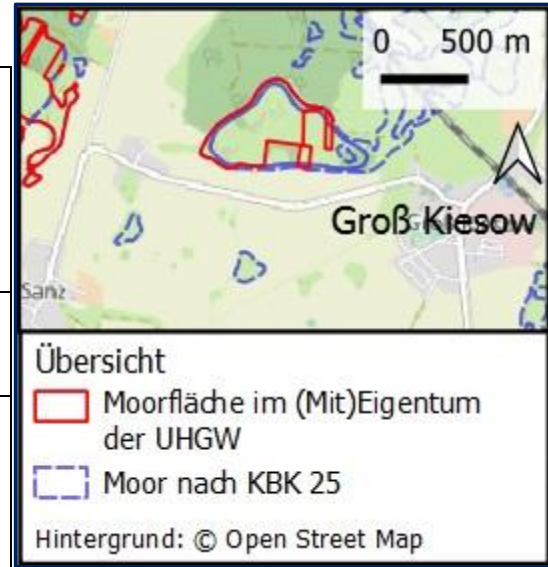 0 500 m
Groß Kiesow
Sanz
Übersicht
Moorfläche im (Mit)Eigentum
der UHGW
Moor nach KBK 25
Hintergrund: © Open Street Map